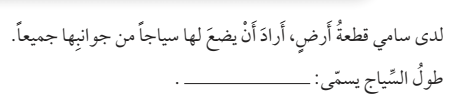 لدى سامي قطعةُ أَرضٍ، أَرادَ أَنْ يضعَ لها سياجاً من جوانبِها جميعاً.
طولُ السِّياج يسمّى: ____________ .